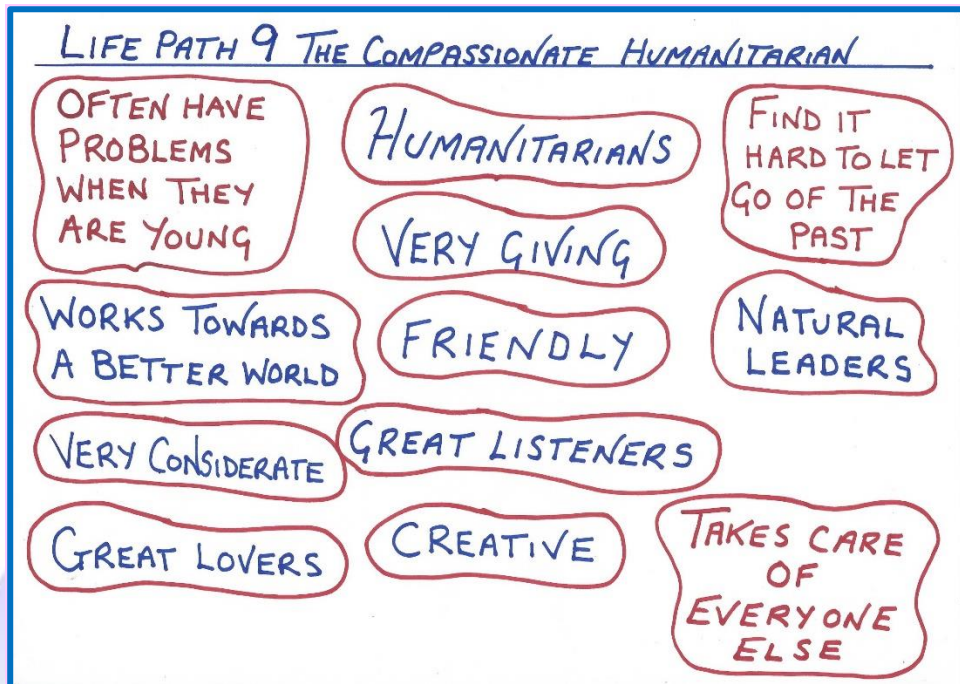 LIFE PATH 9 THE COMPASSIONATE HUMANITARIAN
OFTEN HAVE
PROBLEMS
WHEN THEY
ARE YOUNG
HUMANITARIANS
FIND IT
HARD TO LET
GO OF THE
PAST
VERY GIVING
WORKS TOWARDS
A BETTER WORLD
FRIENDLY
NATURAL
LEADERS
VERY CONSIDERATE
GREAT LISTENERS
GREAT LOVERS
CREATIVE
TAKES CARE
OF
EVERYONE
ELSE